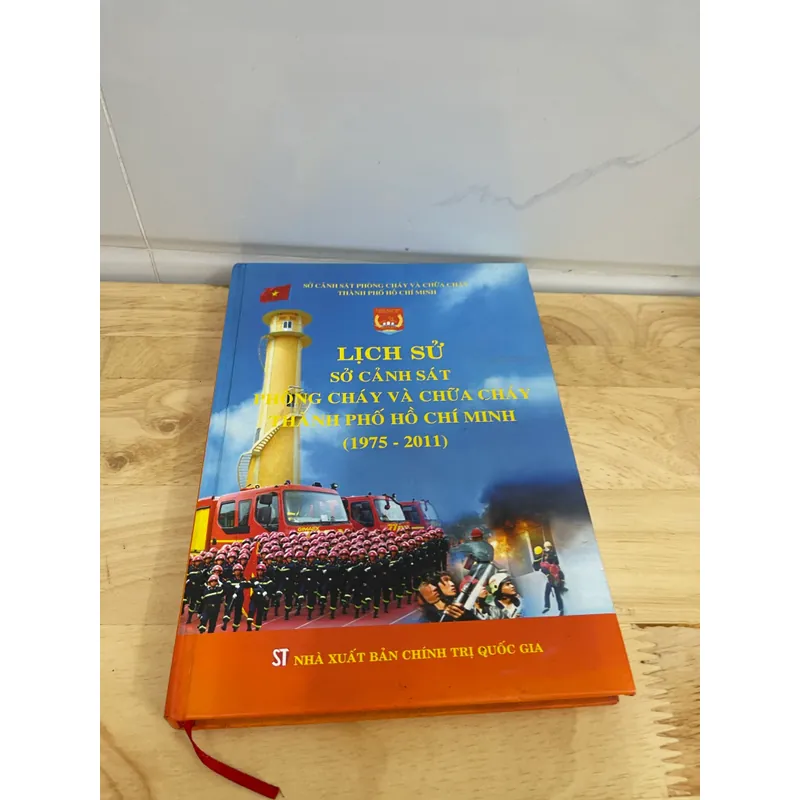 SỞ CẢNH SÁT PHÒNG CHÁY VÀ CHỮA CHÁY
THÀNH PHỐ HỒ CHÍ MINH
LỊCH SỬ
SỞ CẢNH SÁT
PHÒNG CHÁY VÀ CHỮA CHÁY
THÀNH PHỐ HỒ CHÍ MINH
(1975 - 2011)
ST NHÀ XUẤT BẢN CHÍNH TRỊ QUỐC GIA